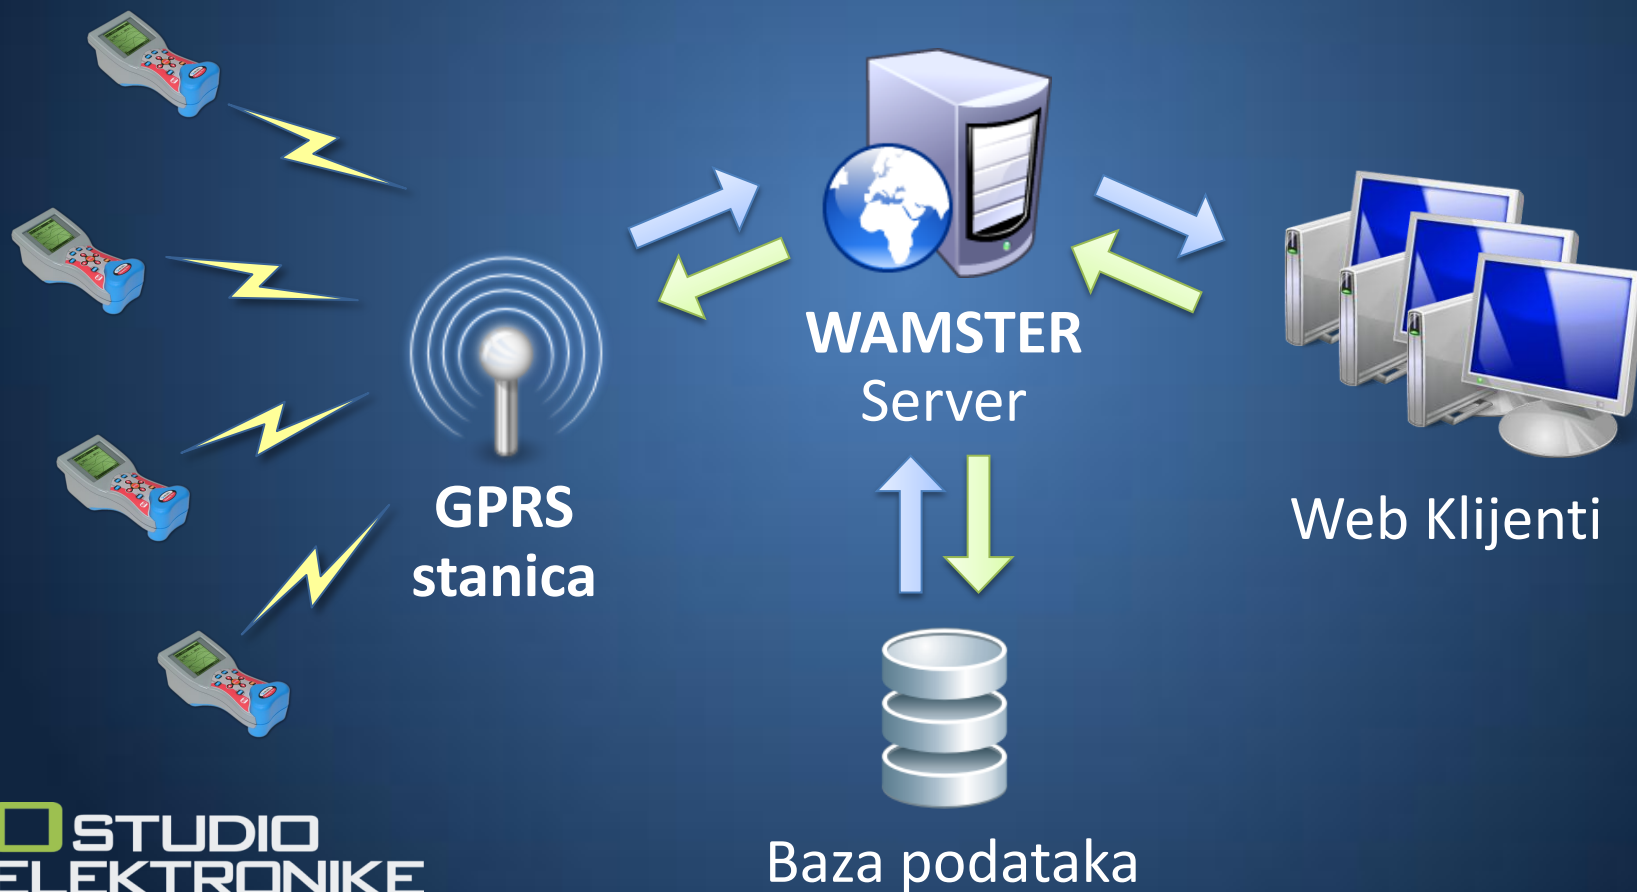 WAMSTER
Server
GPRS
stanica
Web Klijenti
Baza podataka
STUDIO
ELEKTRONIKE